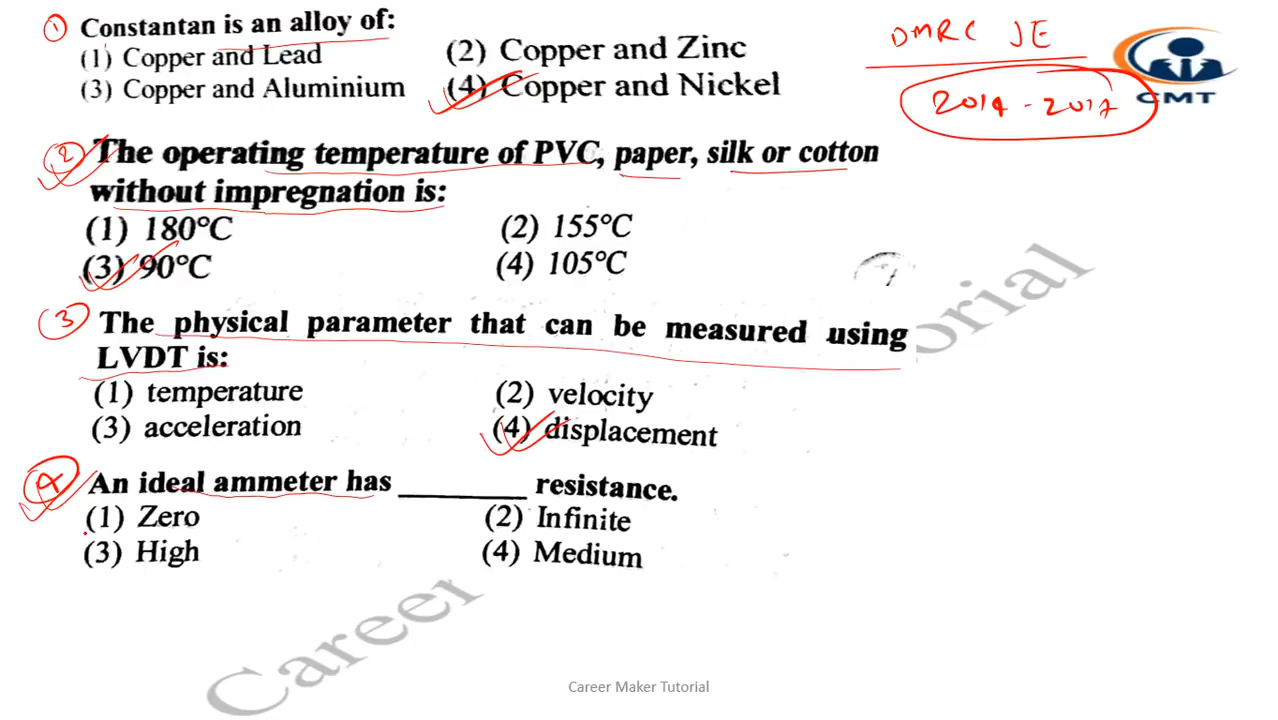 ① Constantan is an alloy of:
(1) Copper and Lead (2) Copper and Zinc
(3) Copper and Aluminium (4) Copper and Nickel
DMRC JE
2014 - 2017
CMT
② The operating temperature of PVC, paper, silk or cotton
without impregnation is:
(1) 180°C (2) 155°C
(3) 90°C (4) 105°C
③ The physical parameter that can be measured using
LVDT is:
(1) temperature (2) velocity
(3) acceleration (4) displacement
④ An ideal ammeter has ________ resistance.
(1) Zero (2) Infinite
(3) High (4) Medium
Career
orial
Career Maker Tutorial